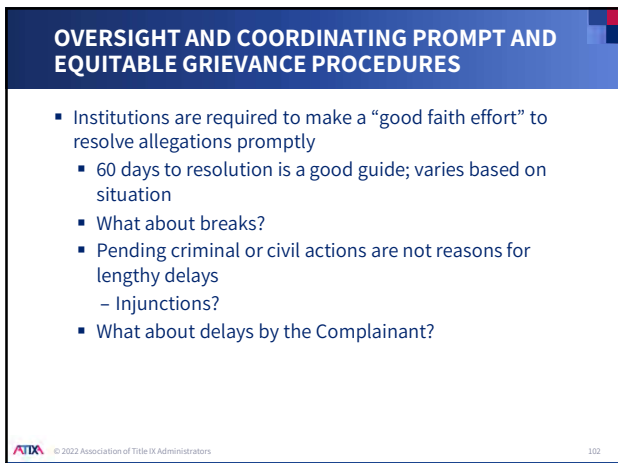 OVERSIGHT AND COORDINATING PROMPT AND
EQUITABLE GRIEVANCE PROCEDURES
▪ Institutions are required to make a “good faith effort” to
resolve allegations promptly
▪ 60 days to resolution is a good guide; varies based on
situation
▪ What about breaks?
▪ Pending criminal or civil actions are not reasons for
lengthy delays
– Injunctions?
▪ What about delays by the Complainant?
ATIXA © 2022 Association of Title IX Administrators 102